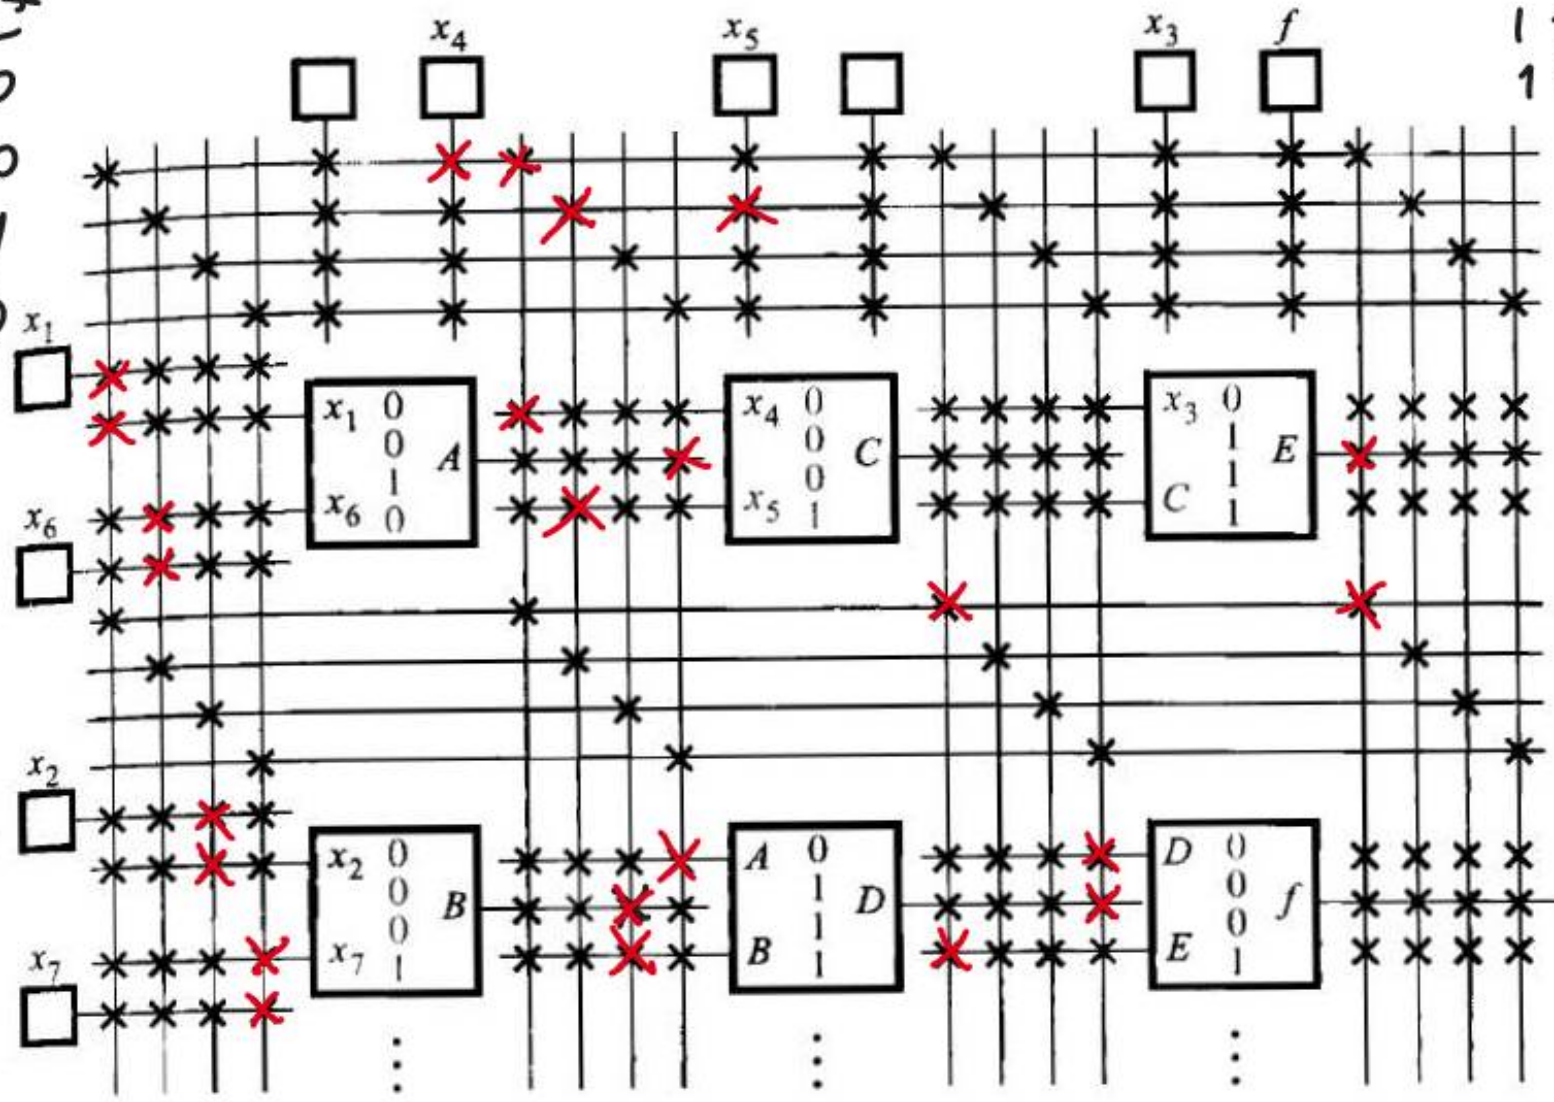 x4 x5 x3 f
1
1
x1
x1 0 0 1 0 x6 A
x4 0 0 0 1 x5 C
x3 0 1 1 1 C E
x6
x2
x2 0 0 0 1 x7 B
A 0 1 1 1 B D
D 0 0 0 1 E f
x7